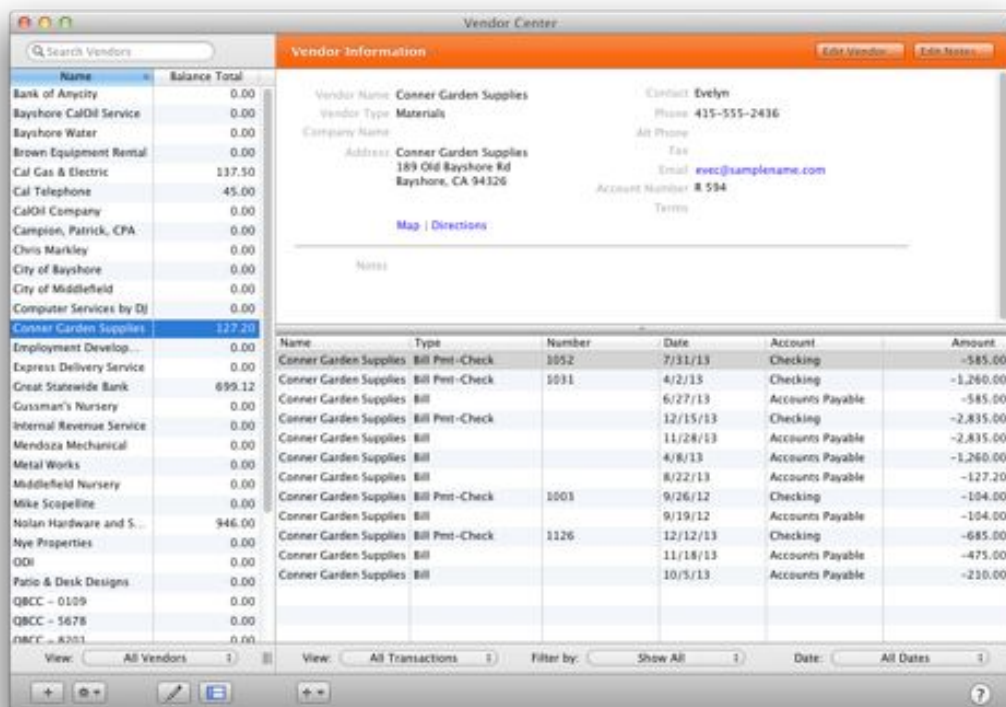 Vendor Center
Search Vendors
Name Balance Total
Bank of Anycity 0.00
Bayshore CalOil Service 0.00
Bayshore Water 0.00
Brown Equipment Rental 0.00
Cal Gas & Electric 137.50
Cal Telephone 45.00
CalOil Company 0.00
Campion, Patrick, CPA 0.00
Chris Markley 0.00
City of Bayshore 0.00
City of Middlefield 0.00
Computer Services by DJ 0.00
Conner Garden Supplies 127.20
Employment Develop... 0.00
Express Delivery Service 0.00
Great Statewide Bank 699.12
Gussman's Nursery 0.00
Internal Revenue Service 0.00
Mendoza Mechanical 0.00
Metal Works 0.00
Middlefield Nursery 0.00
Mike Scopellite 0.00
Nolan Hardware and S... 946.00
Nye Properties 0.00
ODI 0.00
Patio & Desk Designs 0.00
QBCC - 0109 0.00
QBCC - 5678 0.00
QBCC - 8201 0.00
View: All Vendors
Vendor Information Edit Vendor... Edit Notes...
Vendor Name Conner Garden Supplies
Vendor Type Materials
Company Name
Address Conner Garden Supplies
189 Old Bayshore Rd
Bayshore, CA 94326
Map | Directions
Contact Evelyn
Phone 415-555-2436
Alt Phone
Fax
Email evec@samplename.com
Account Number R 594
Terms
Notes
Name Type Number Date Account Amount
Conner Garden Supplies Bill Pmt-Check 1052 7/31/13 Checking -585.00
Conner Garden Supplies Bill Pmt-Check 1031 4/2/13 Checking -1,260.00
Conner Garden Supplies Bill 6/27/13 Accounts Payable -585.00
Conner Garden Supplies Bill Pmt-Check 12/15/13 Checking -2,835.00
Conner Garden Supplies Bill 11/28/13 Accounts Payable -2,835.00
Conner Garden Supplies Bill 4/8/13 Accounts Payable -1,260.00
Conner Garden Supplies Bill 8/22/13 Accounts Payable -127.20
Conner Garden Supplies Bill Pmt-Check 1003 9/26/12 Checking -104.00
Conner Garden Supplies Bill 9/19/12 Accounts Payable -104.00
Conner Garden Supplies Bill Pmt-Check 1126 12/12/13 Checking -685.00
Conner Garden Supplies Bill 11/18/13 Accounts Payable -475.00
Conner Garden Supplies Bill 10/5/13 Accounts Payable -210.00
View: All Transactions Filter by: Show All Date: All Dates